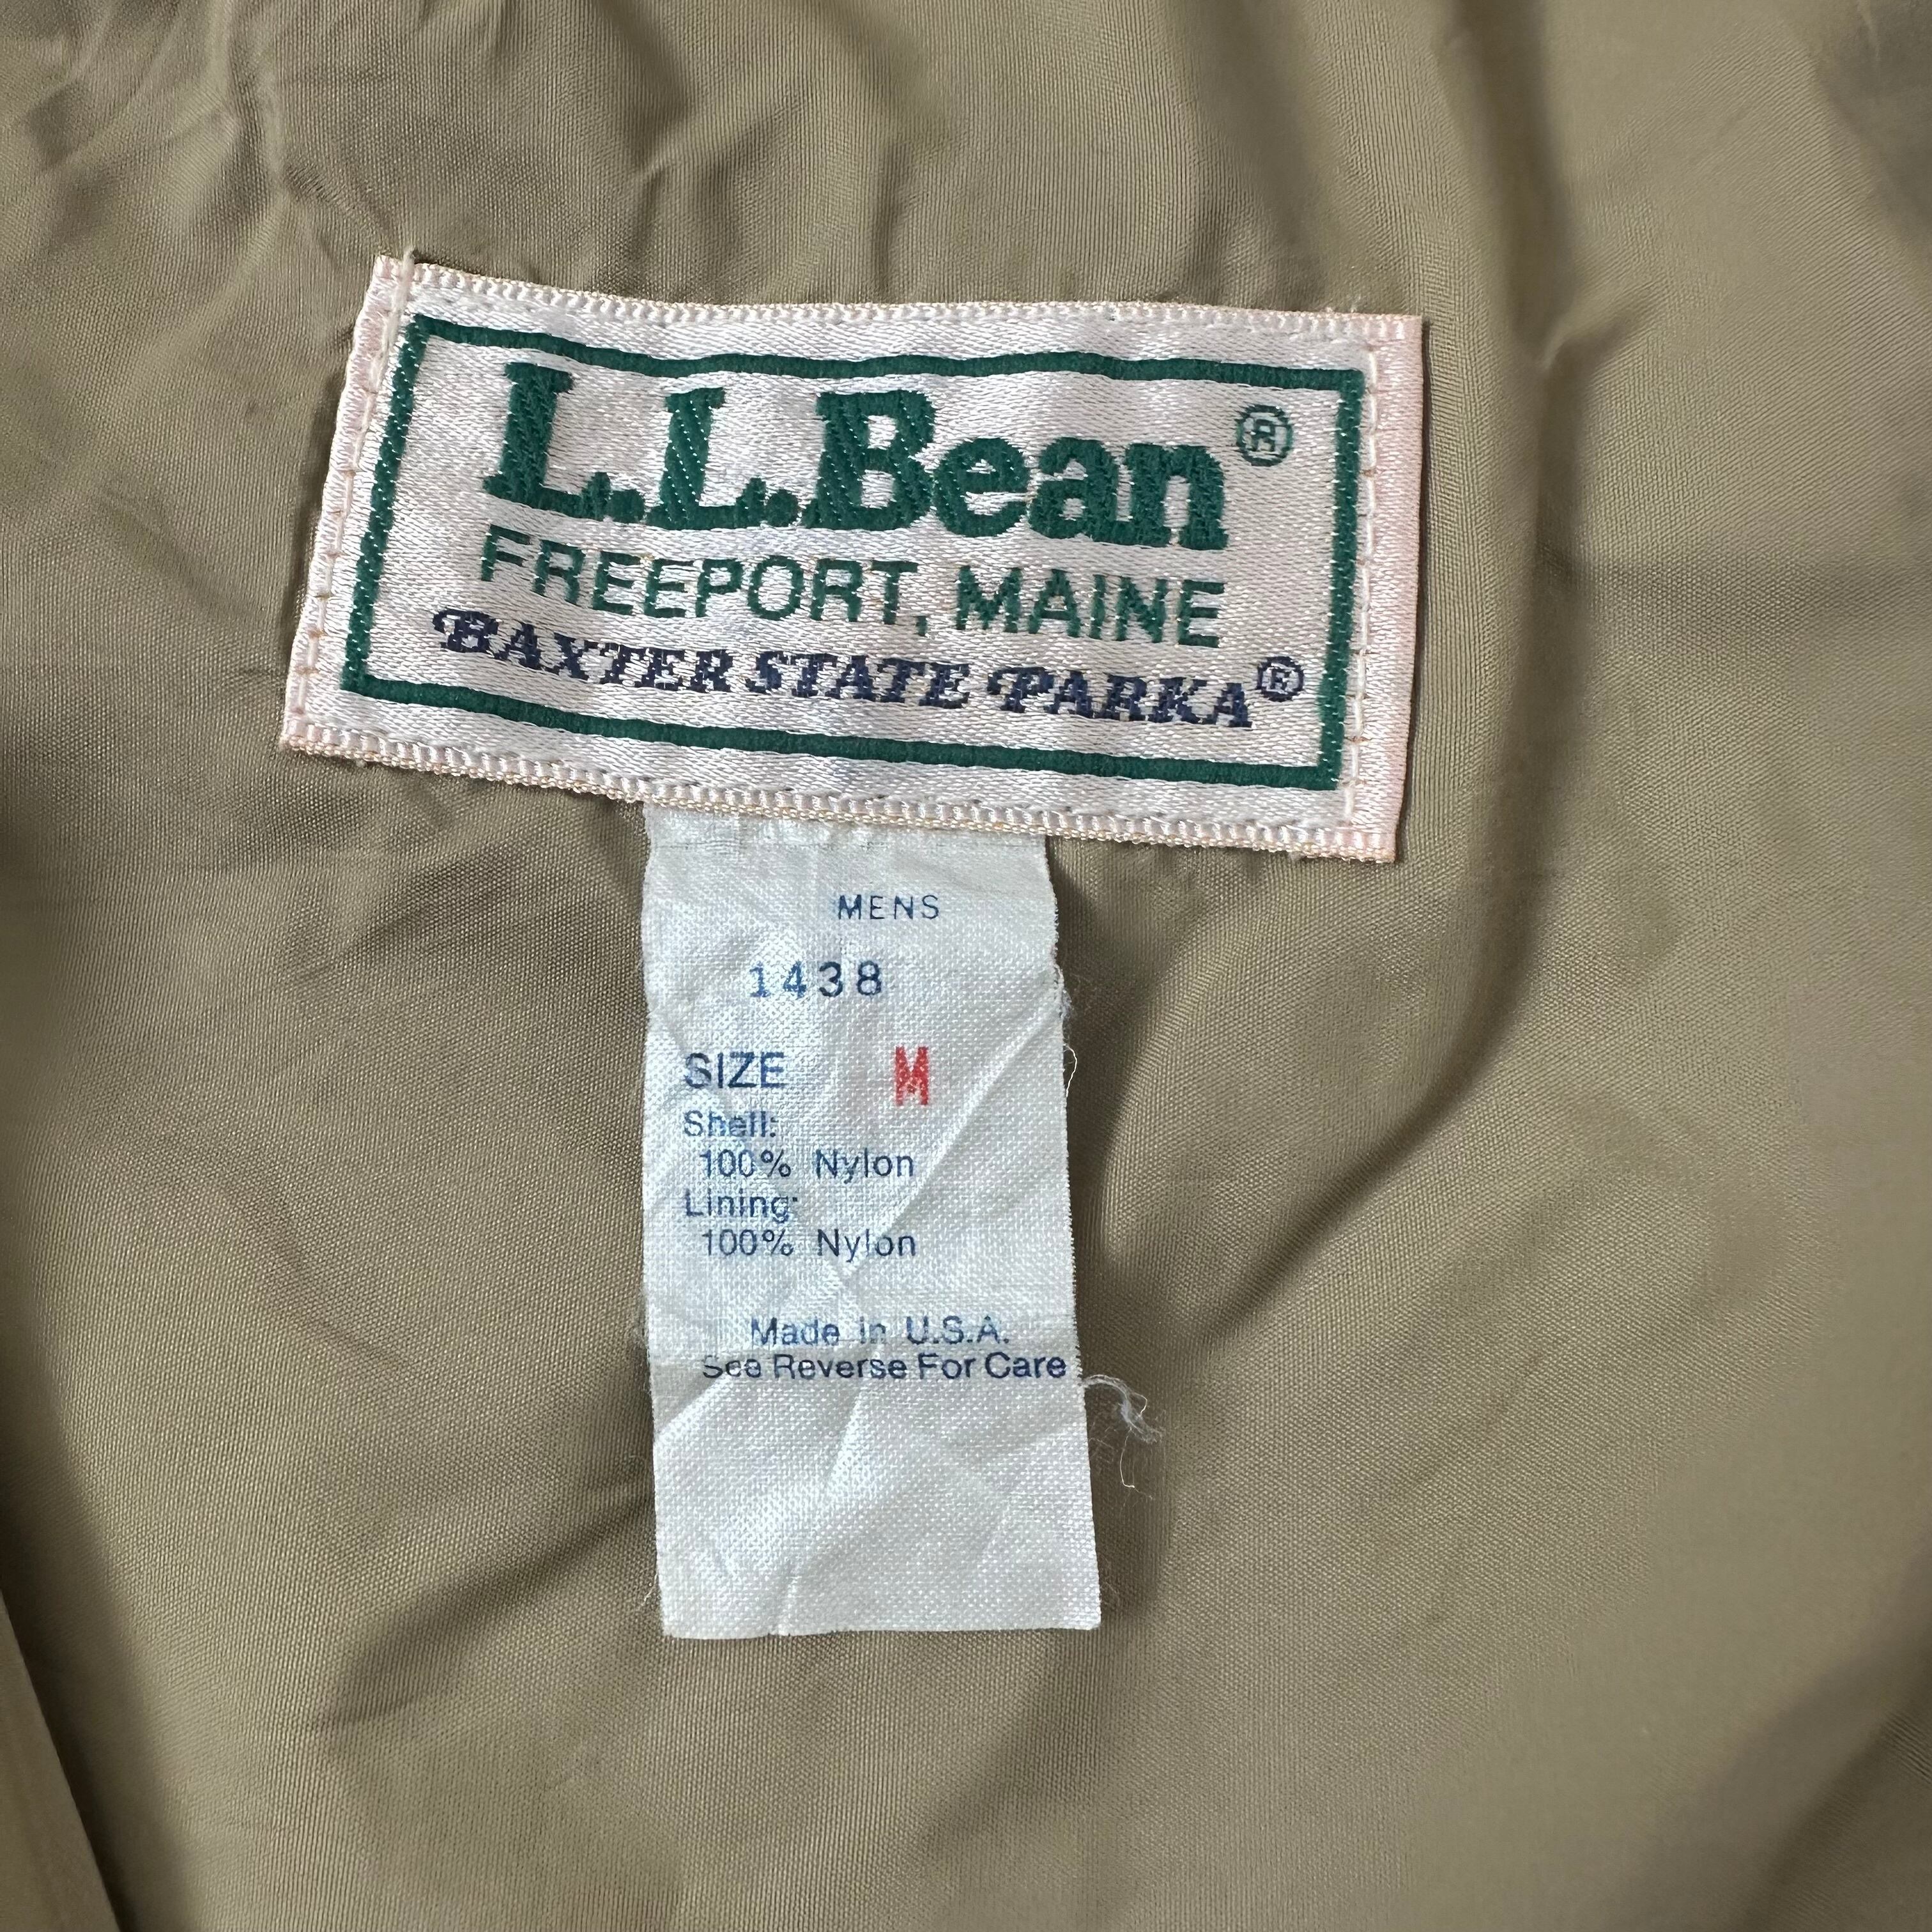 L.L.Bean®
FREEPORT, MAINE
BAXTER STATE PARKA®
MENS
1438
SIZE M
Shell:
100% Nylon
Lining:
100% Nylon
Made in U.S.A.
See Reverse For Care